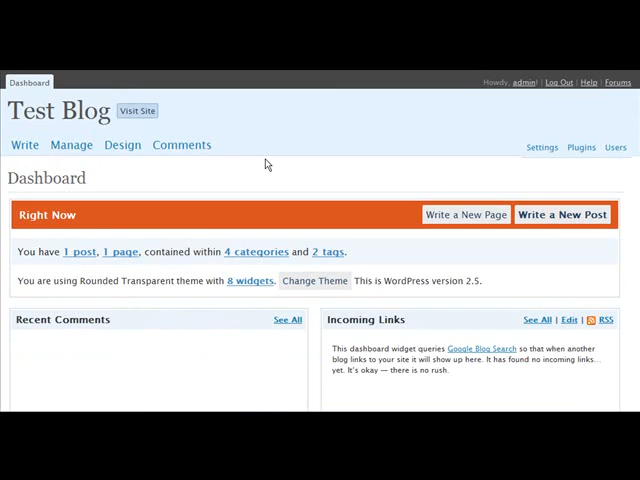 Dashboard
Howdy, admin! | Log Out | Help | Forums
Test Blog Visit Site
Write Manage Design Comments
Settings Plugins Users
Dashboard
Right Now Write a New Page Write a New Post
You have 1 post, 1 page, contained within 4 categories and 2 tags.
You are using Rounded Transparent theme with 8 widgets. Change Theme This is WordPress version 2.5.
Recent Comments See All
Incoming Links See All | Edit | RSS
This dashboard widget queries Google Blog Search so that when another
blog links to your site it will show up here. It has found no incoming links…
yet. It's okay — there is no rush.